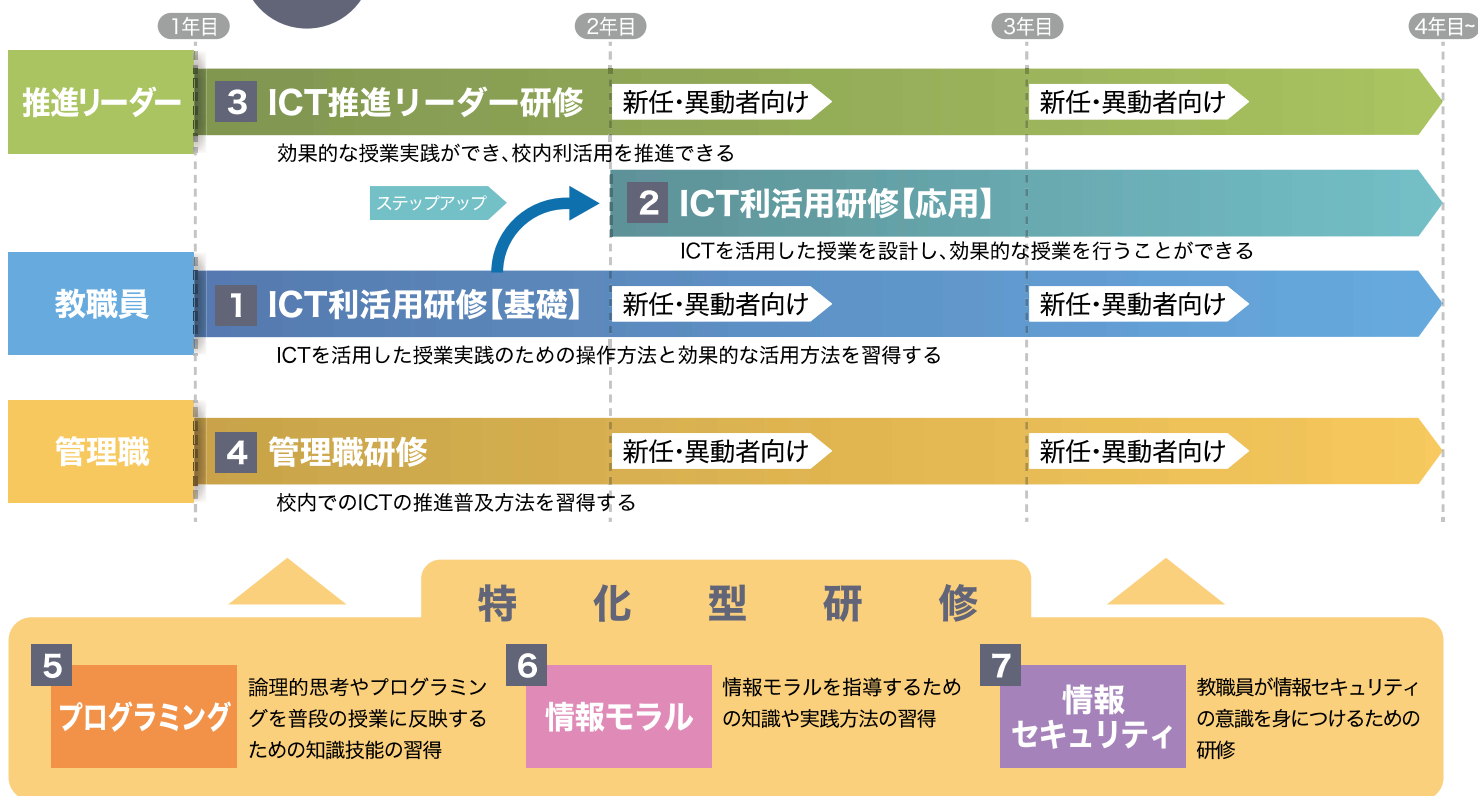 1年目
2年目
3年目
4年目~
推進リーダー
3 ICT推進リーダー研修
新任・異動者向け
新任・異動者向け
効果的な授業実践ができ、校内利活用を推進できる
ステップアップ
2 ICT利活用研修【応用】
ICTを活用した授業を設計し、効果的な授業を行うことができる
教職員
1 ICT利活用研修【基礎】
新任・異動者向け
新任・異動者向け
ICTを活用した授業実践のための操作方法と効果的な活用方法を習得する
管理職
4 管理職研修
新任・異動者向け
新任・異動者向け
校内でのICTの推進普及方法を習得する
特化型研修
5
プログラミング
論理的思考やプログラミン
グを普段の授業に反映する
ための知識技能の習得
6
情報モラル
情報モラルを指導するため
の知識や実践方法の習得
7
情報
セキュリティ
教職員が情報セキュリティ
の意識を身につけるための
研修